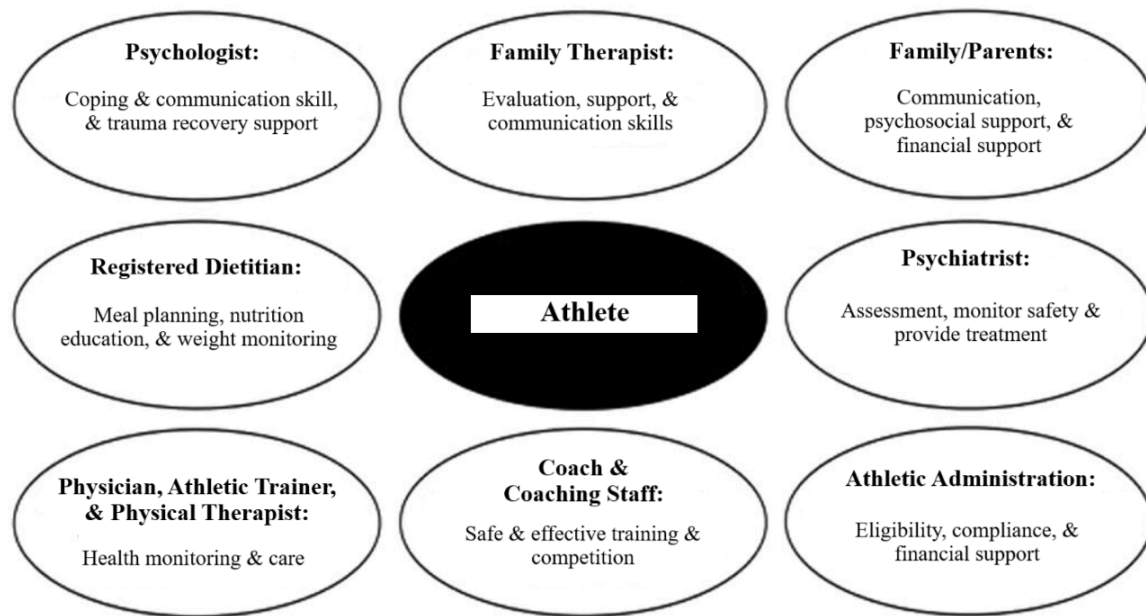 Psychologist:
Coping & communication skill,
& trauma recovery support
Family Therapist:
Evaluation, support, &
communication skills
Family/Parents:
Communication,
psychosocial support, &
financial support
Registered Dietitian:
Meal planning, nutrition
education, & weight monitoring
Athlete
Psychiatrist:
Assessment, monitor safety &
provide treatment
Physician, Athletic Trainer,
& Physical Therapist:
Health monitoring & care
Coach &
Coaching Staff:
Safe & effective training &
competition
Athletic Administration:
Eligibility, compliance, &
financial support